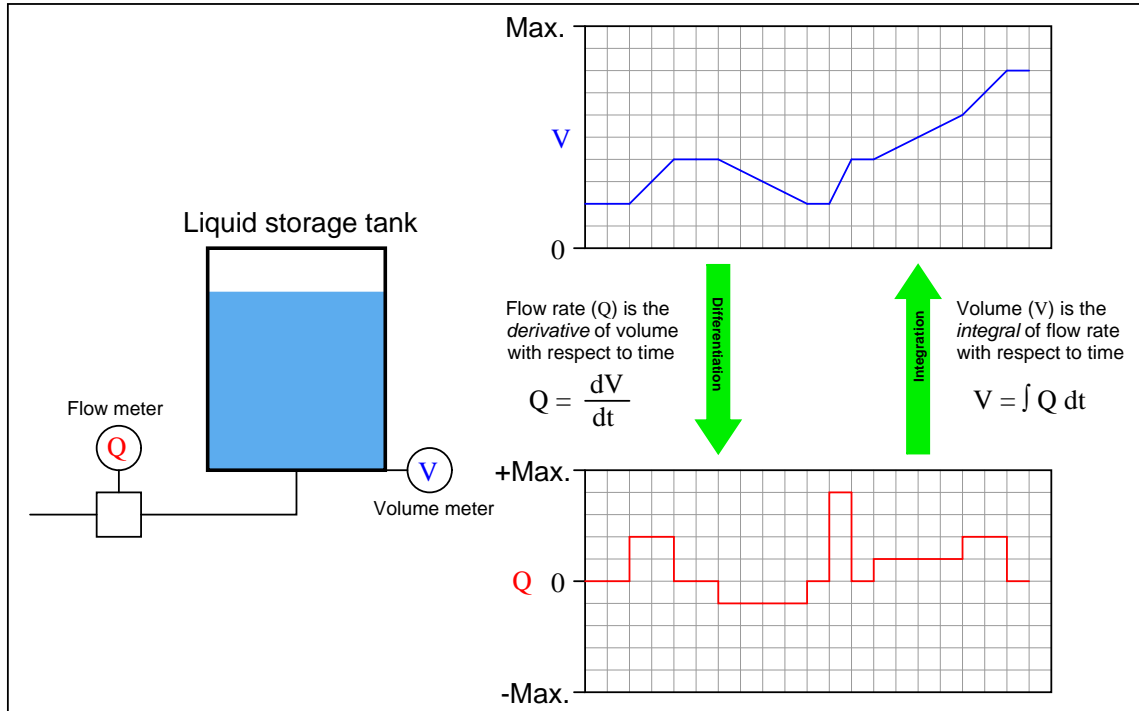 Max.
V
0
Liquid storage tank
Flow meter
Q
V
Volume meter
Flow rate (Q) is the
derivative of volume
with respect to time
Q = dV
dt
Differentiation
Integration
Volume (V) is the
integral of flow rate
with respect to time
V = ∫ Q dt
+Max.
Q 0
-Max.